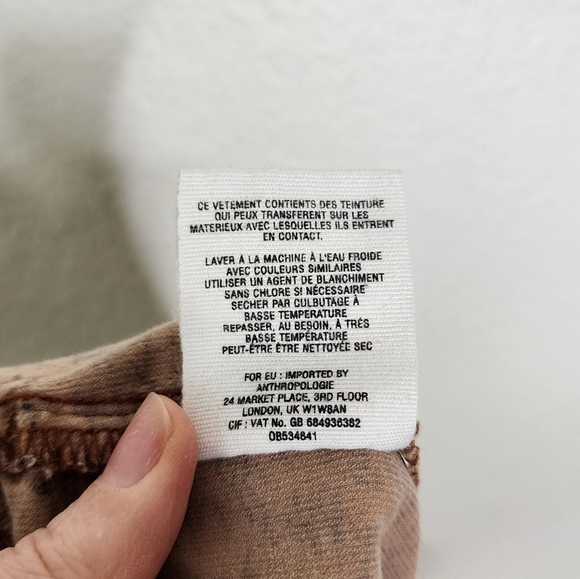 CE VETEMENT CONTIENTS DES TEINTURE
QUI PEUX TRANSFERENT SUR LES
MATERIEUX AVEC LESQUELLES ILS ENTRENT
EN CONTACT.
LAVER À LA MACHINE À L'EAU FROIDE
AVEC COULEURS SIMILAIRES
UTILISER UN AGENT DE BLANCHIMENT
SANS CHLORE SI NÉCESSAIRE
SECHER PAR CULBUTAGE À
BASSE TEMPERATURE
REPASSER, AU BESOIN, À TRÈS
BASSE TEMPÉRATURE
PEUT-ÊTRE ÊTRE NETTOYÉE SEC
FOR EU : IMPORTED BY
ANTHROPOLOGIE
24 MARKET PLACE, 3RD FLOOR
LONDON, UK W1W8AN
CIF : VAT No. GB 684936382
OB534641